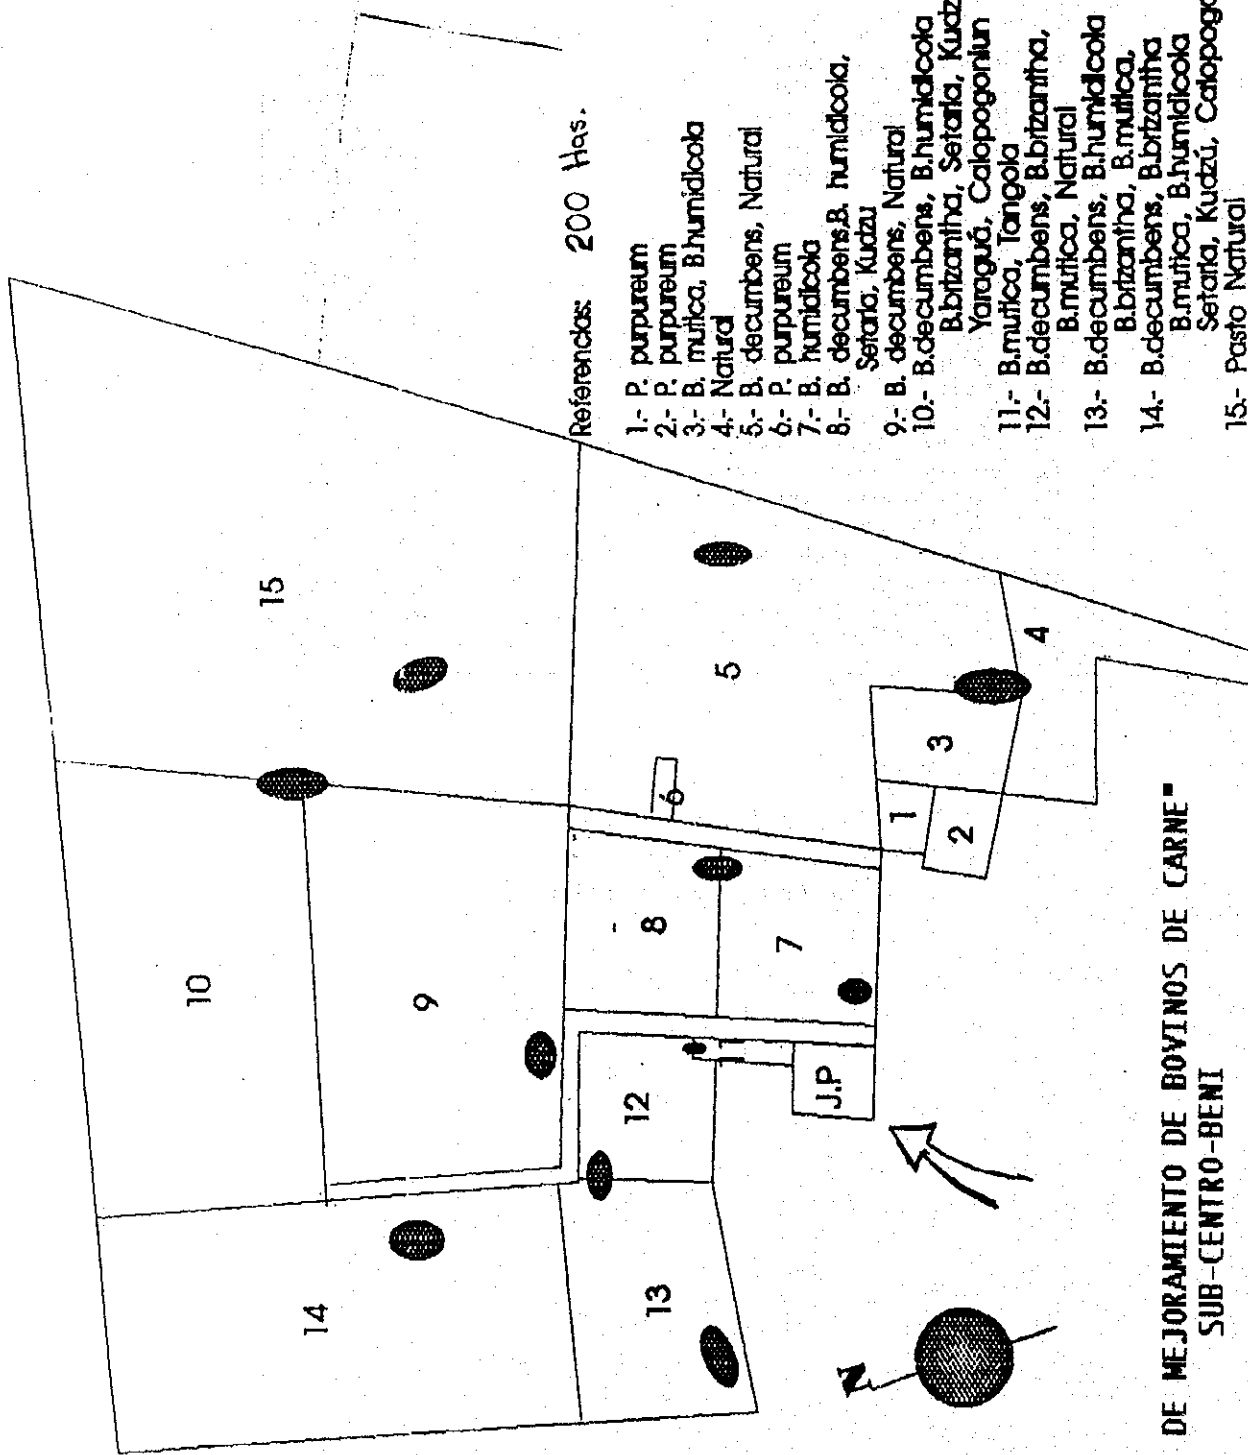 Referencias: 200 Has.
1.- P. purpureum
2.- P. purpureum
3.- B. mutica, B.humidicola
4.- Natural
5.- B. decumbens, Natural
6.- P. purpureum
7.- B. humidicola
8.- B. decumbens,B. humidicola,
Setaria, Kudzu
9.- B. decumbens, Natural
10.- B.decumbens, B.humidicola
B.brizantha, Setaria, Kudz
Yaraguá, Calopogoniun
11.- B.mutica, Tangola
12.- B.decumbens, B.brizantha,
B.mutica, Natural
13.- B.decumbens, B.humidicola
B.brizantha, B.mutica,
14.- B.decumbens, B.brizantha
B.mutica, B.humidicola
Setaria, Kudzú, Calopogo
15.- Pasto Natural
15
10
9
14
5
6
8
7
12
13
J.P
3
4
1
2
N
DE MEJORAMIENTO DE BOVINOS DE CARNE"
SUB-CENTRO-BENI